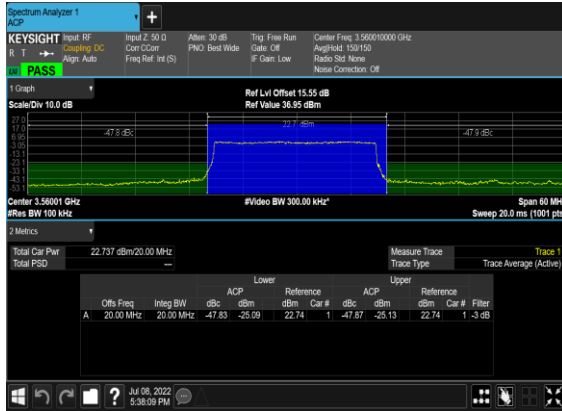 Spectrum Analyzer 1
ACP
+
KEYSIGHT
R T
LXI PASS
Input: RF
Coupling: DC
Align: Auto
Input Z: 50 Ω
Corr CCorr
Freq Ref: Int (S)
Atten: 30 dB
PNO: Best Wide
Trig: Free Run
Gate: Off
IF Gain: Low
Center Freq: 3.560010000 GHz
Avg|Hold: 150/150
Radio Std: None
Noise Correction: Off
1 Graph
Scale/Div 10.0 dB
Ref Lvl Offset 15.55 dB
Ref Value 36.95 dBm
27.0
17.0
6.95
-3.05
-13.1
-23.1
-33.1
-43.1
-53.1
-47.8 dBc
22.7 dBm
-47.9 dBc
Center 3.56001 GHz
#Res BW 100 kHz
#Video BW 300.00 kHz*
Span 60 MH
Sweep 20.0 ms (1001 pts
2 Metrics
Total Car Pwr 22.737 dBm/20.00 MHz
Total PSD ---
Measure Trace Trace 1
Trace Type Trace Average (Active)
Lower Upper
ACP Reference ACP Reference
Offs Freq Integ BW dBc dBm dBm Car # dBc dBm dBm Car # Filter
A 20.00 MHz 20.00 MHz -47.83 -25.09 22.74 1 -47.87 -25.13 22.74 1 -3 dB
?
Jul 08, 2022
5:38:09 PM